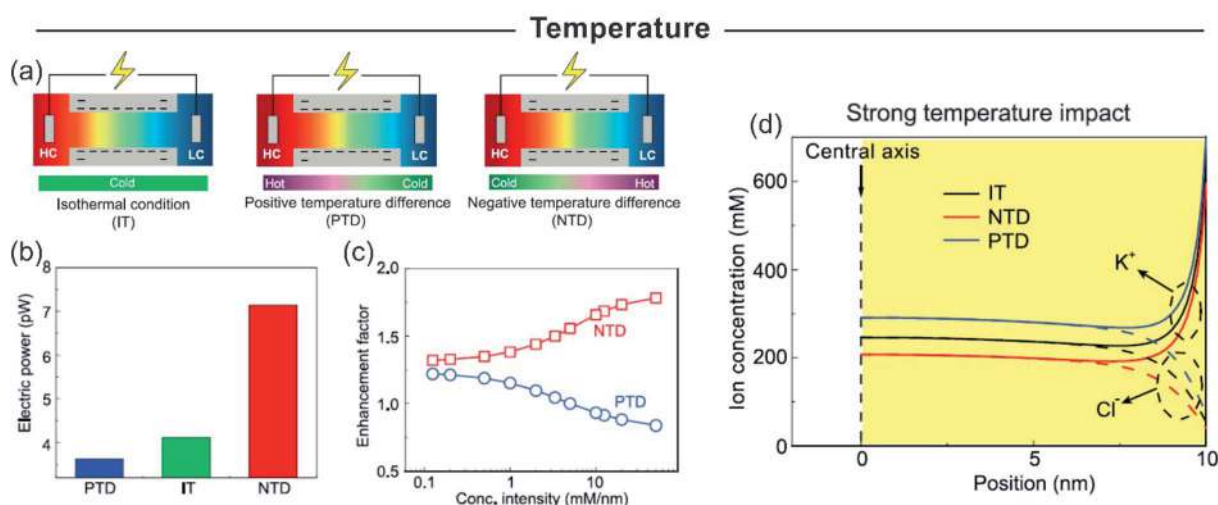 Temperature
(a)
HC
LC
HC
LC
HC
LC
Cold
Hot
Cold
Cold
Hot
Isothermal condition
(IT)
Positive temperature difference
(PTD)
Negative temperature difference
(NTD)
(b)
Electric power (pW)
8
7
6
5
4
PTD
IT
NTD
(c)
Enhancement factor
2.0
1.5
1.0
0.5
NTD
PTD
0.1
1
10
Conc. intensity (mM/nm)
(d)
Strong temperature impact
Central axis
IT
NTD
PTD
K+
Cl-
Ion concentration (mM)
600
400
200
0
-2
0
5
10
Position (nm)